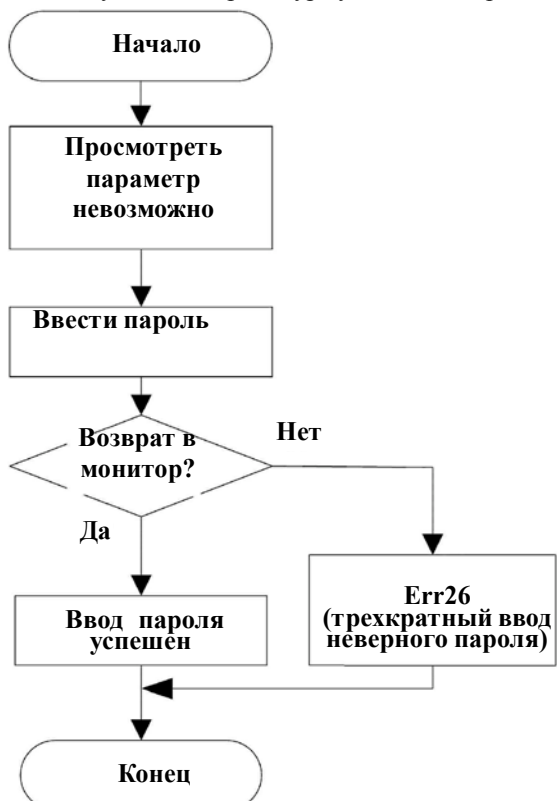 Начало
Просмотреть
параметр
невозможно
Ввести пароль
Возврат в
монитор?
Нет
Да
Ввод пароля
успешен
Err26
(трехкратный ввод
неверного пароля)
Конец